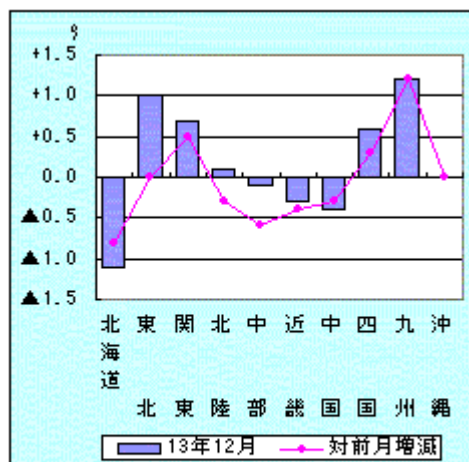 %
+1.5
+1.0
+0.5
0.0
▲0.5
▲1.0
▲1.5
北海道
東北
関東
北陸
中部
近畿
中国
四国
九州
沖縄
13年12月
対前月増減